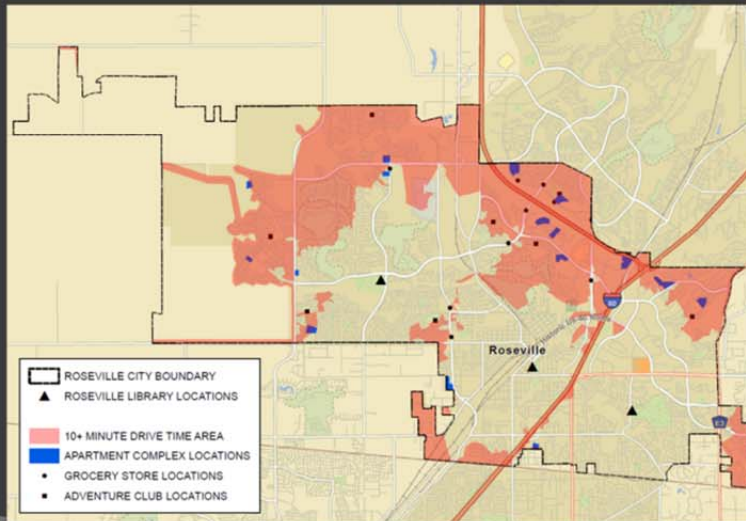 80
Roseville
ROSEVILLE CITY BOUNDARY
ROSEVILLE LIBRARY LOCATIONS
10+ MINUTE DRIVE TIME AREA
APARTMENT COMPLEX LOCATIONS
GROCERY STORE LOCATIONS
ADVENTURE CLUB LOCATIONS